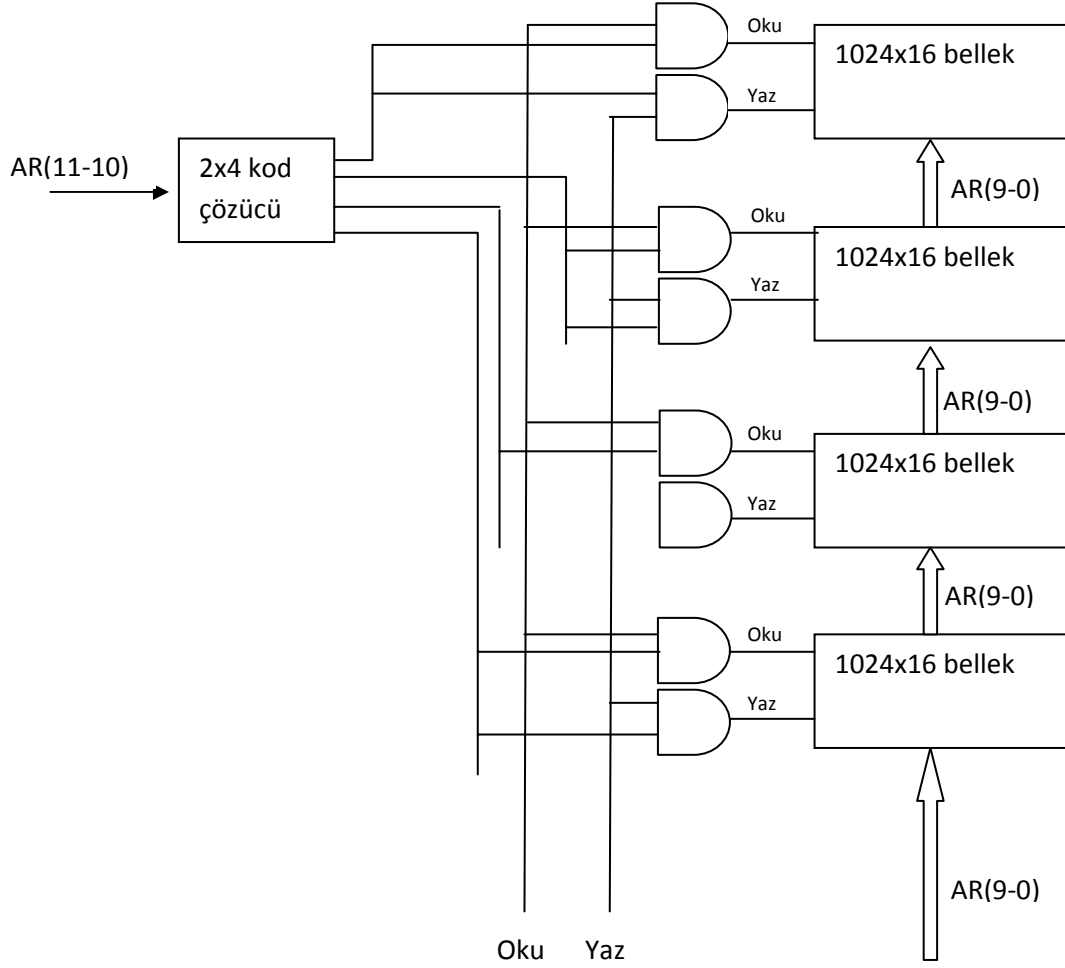 Oku
1024x16 bellek
Yaz
AR(11-10)
2x4 kod
çözücü
AR(9-0)
Oku
1024x16 bellek
Yaz
AR(9-0)
Oku
1024x16 bellek
Yaz
AR(9-0)
Oku
1024x16 bellek
Yaz
AR(9-0)
Oku
Yaz